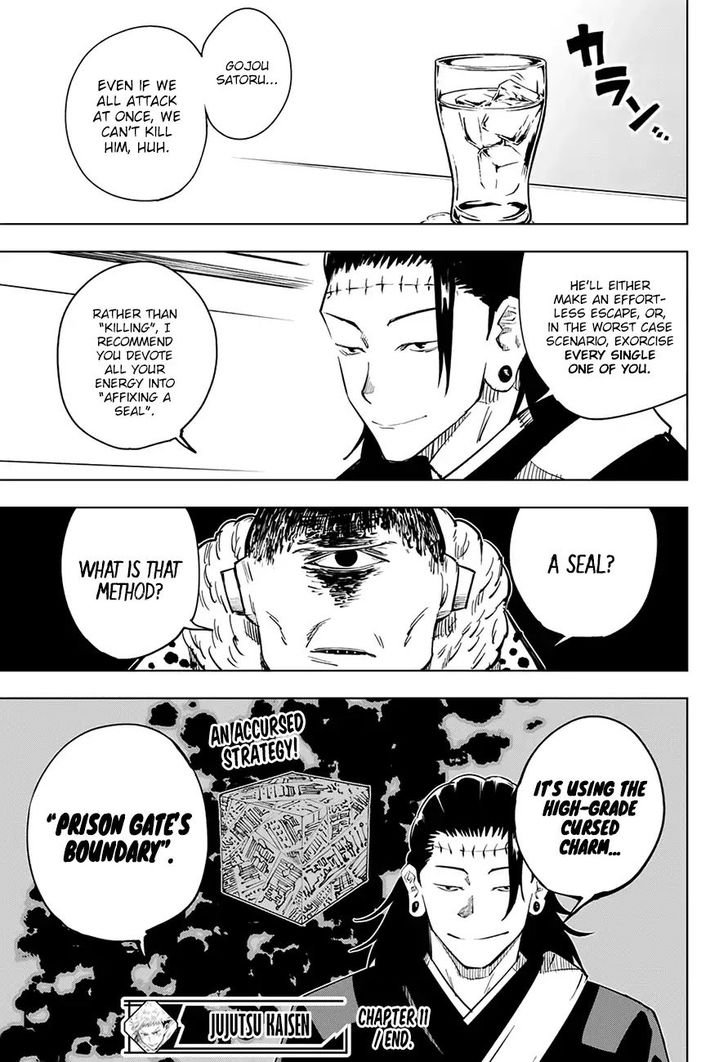 カラン…
GOJOU
SATORU...
EVEN IF WE
ALL ATTACK
AT ONCE, WE
CAN'T KILL
HIM, HUH.
HE'LL EITHER
MAKE AN EFFORT-
LESS ESCAPE, OR,
IN THE WORST CASE
SCENARIO, EXORCISE
EVERY SINGLE
ONE OF YOU.
RATHER THAN
"KILLING", I
RECOMMEND
YOU DEVOTE
ALL YOUR
ENERGY INTO
"AFFIXING A
SEAL".
A SEAL?
WHAT IS THAT
METHOD?
IT'S USING THE
HIGH-GRADE
CURSED
CHARM...
AN ACCURSED
STRATEGY!
"PRISON GATE'S
BOUNDARY".
JUJUTSU KAISEN
CHAPTER 11
/ END.